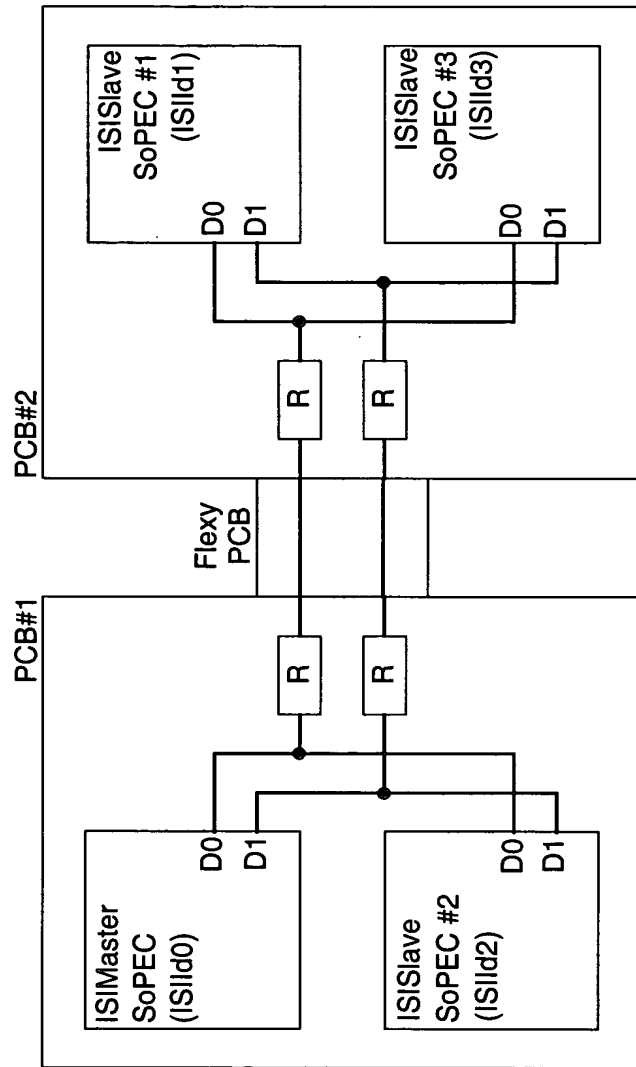 PCB#1
ISIMaster
SoPEC
(ISIId0)
D0
D1
ISISlave
SoPEC #2
(ISIId2)
D0
D1
R
R
Flexy
PCB
PCB#2
R
R
ISISlave
SoPEC #1
(ISIId1)
D0
D1
ISISlave
SoPEC #3
(ISIId3)
D0
D1